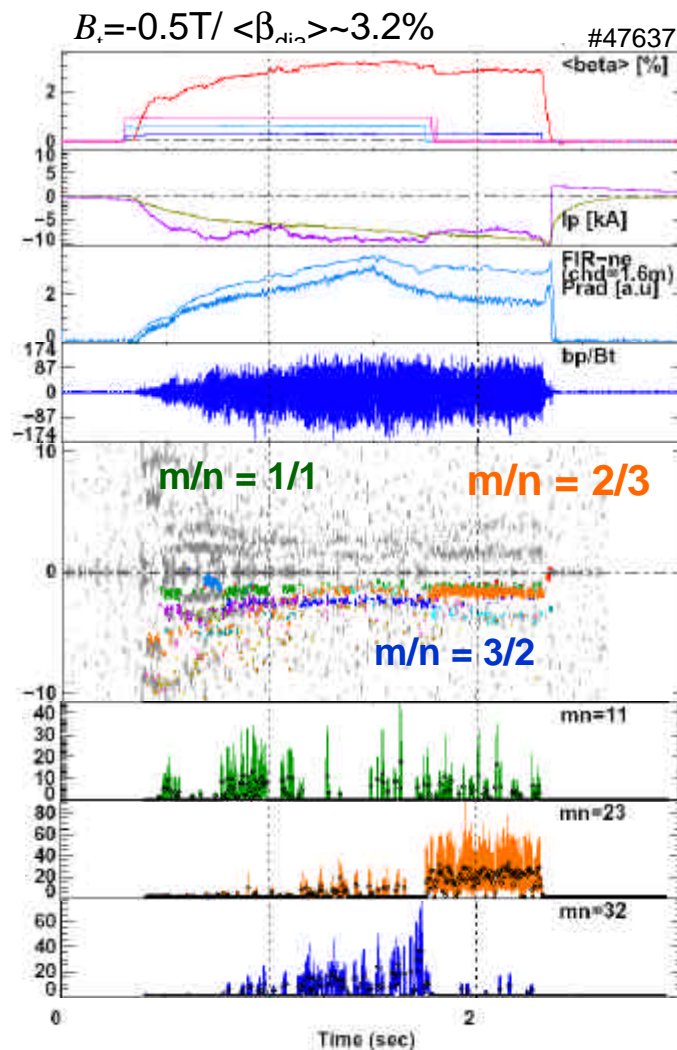 Bt=-0.5T/ <βdia>~3.2% #47637
<beta> [%]
2
0
10
5
0
−5
−10
Ip [kA]
FIR−ne
(chd=1.6m)
Prad [a.u]
2
0
174
87
0
−87
−174
bp/Bt
10
m/n = 1/1 m/n = 2/3
0
m/n = 3/2
−10
40
30
20
10
0
mn=11
80
60
40
20
0
mn=23
60
40
20
0
mn=32
0 2
Time (sec)